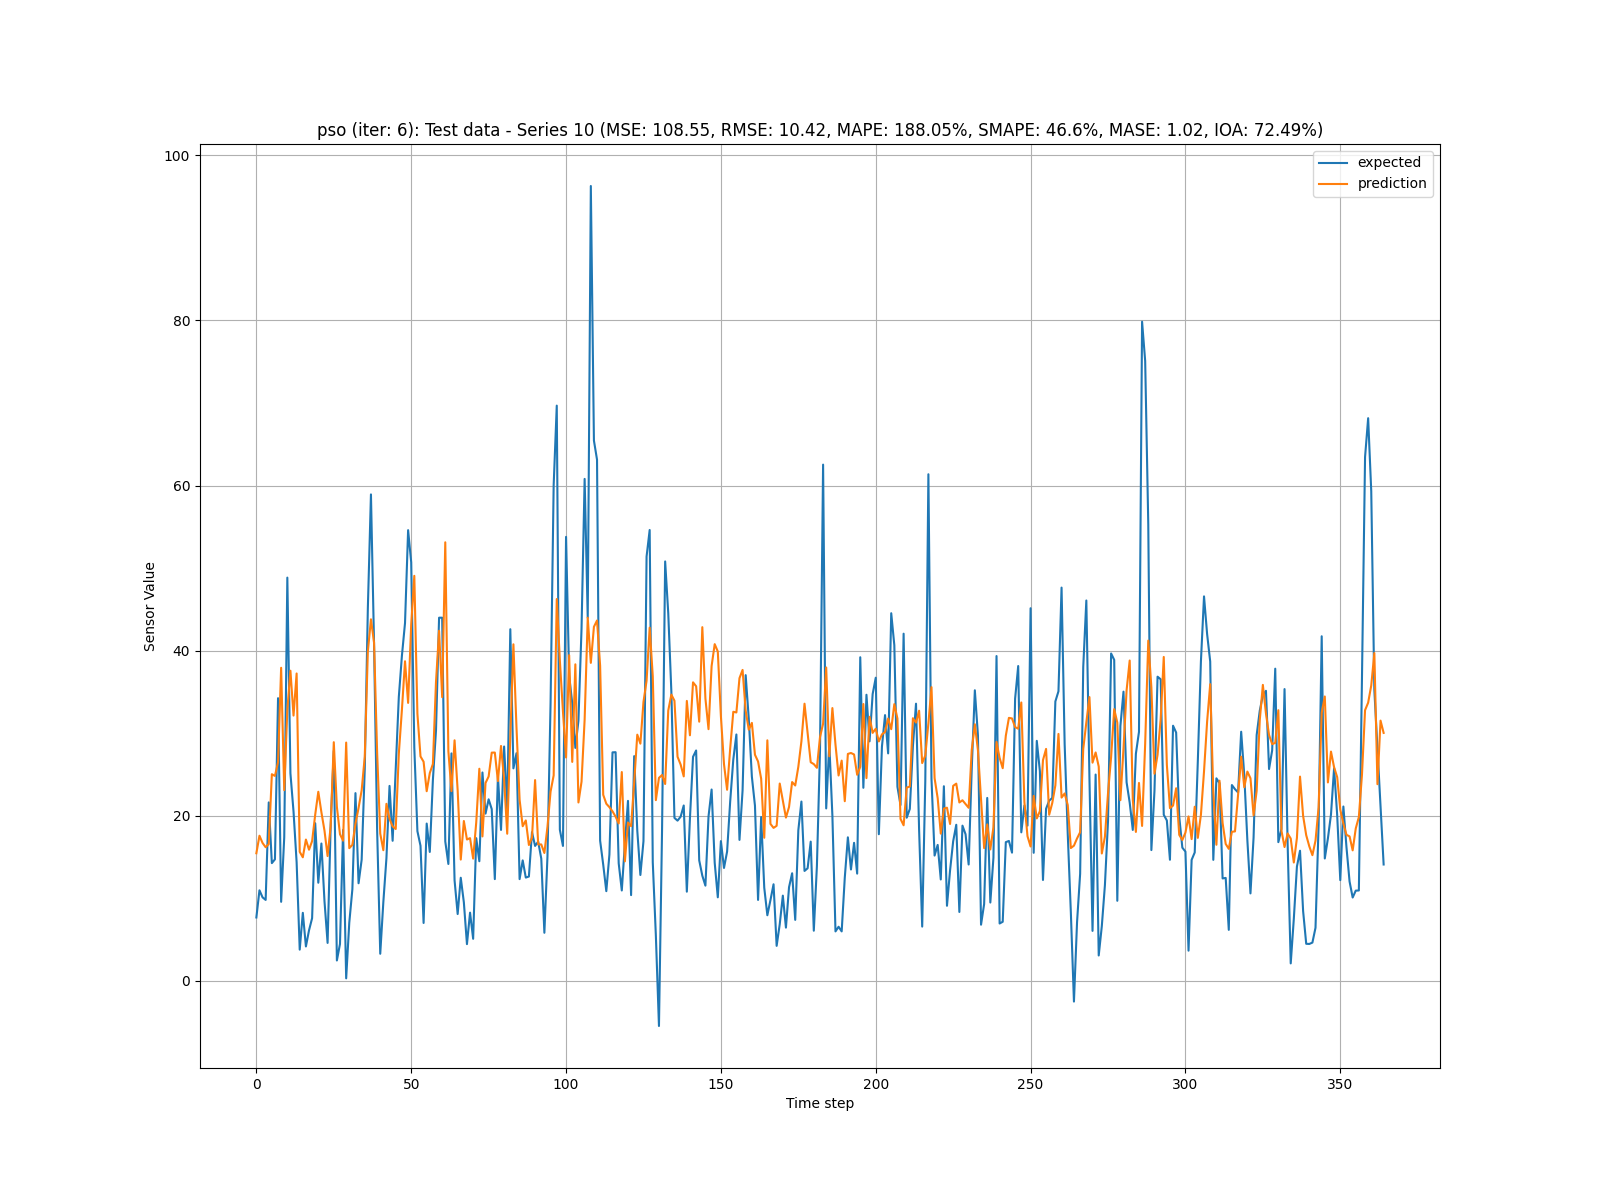 pso (iter: 6): Test data - Series 10 (MSE: 108.55, RMSE: 10.42, MAPE: 188.05%, SMAPE: 46.6%, MASE: 1.02, IOA: 72.49%)
expected
prediction
100
80
60
40
20
0
Sensor Value
0 50 100 150 200 250 300 350
Time step